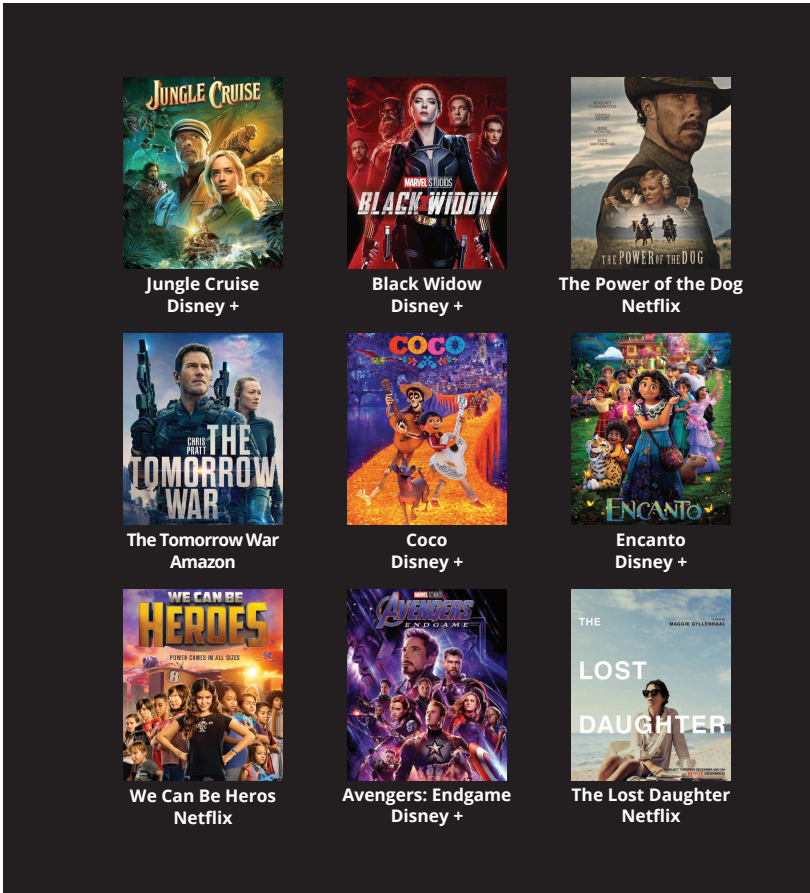 JUNGLE CRUISE
Jungle Cruise
Disney +
MARVEL STUDIOS
BLACK WIDOW
Black Widow
Disney +
THE POWER OF THE DOG
The Power of the Dog
Netflix
CHRIS
PRATT
THE
TOMORROW
WAR
The Tomorrow War
Amazon
COCO
Coco
Disney +
ENCANTO
Encanto
Disney +
WE CAN BE
HEROES
POWER COMES IN ALL SIZES
We Can Be Heros
Netflix
MARVEL STUDIOS
AVENGERS
ENDGAME
Avengers: Endgame
Disney +
THE
MAGGIE GYLLENHAAL
LOST
DAUGHTER
The Lost Daughter
Netflix